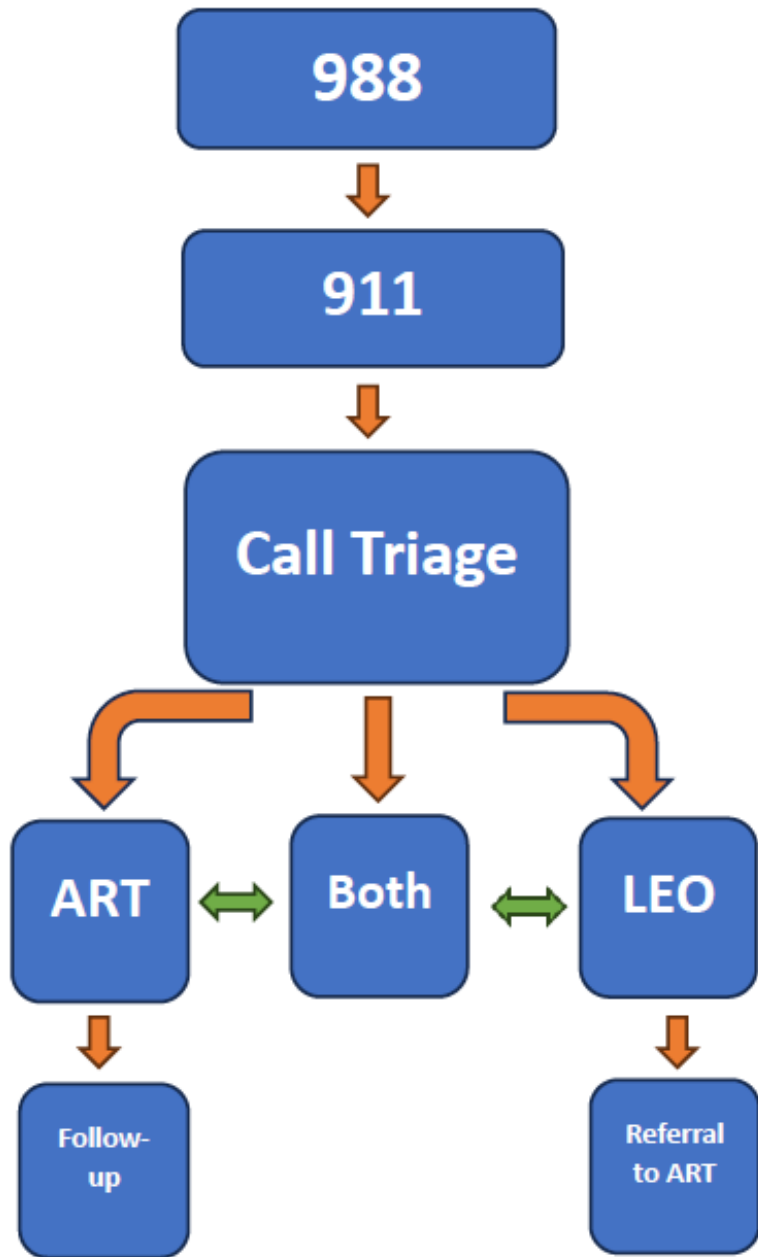 988
911
Call Triage
ART
Both
LEO
Follow-
up
Referral
to ART